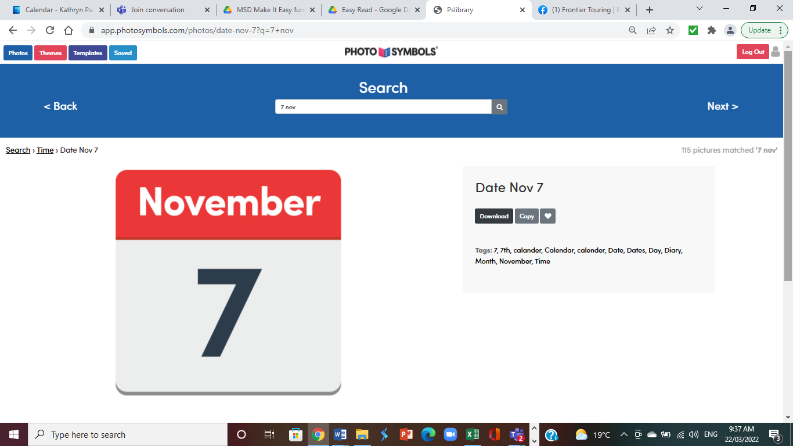 Calendar - Kathryn Pa
Join conversation
MSD Make It Easy fun
Easy Read - Google D
Pslibrary
(1) Frontier Touring | F
app.photosymbols.com/photos/date-nov-7?q=7+nov
Update
Photos Themes Templates Saved
PHOTO SYMBOLS
Log Out
Search
< Back
7 nov
Next >
Search › Time › Date Nov 7
115 pictures matched '7 nov'
November
7
Date Nov 7
Download Copy
Tags: 7, 7th, calander, Calendar, calender, Date, Dates, Day, Diary,
Month, November, Time
Type here to search
19°C
ENG
9:37 AM
22/03/2022